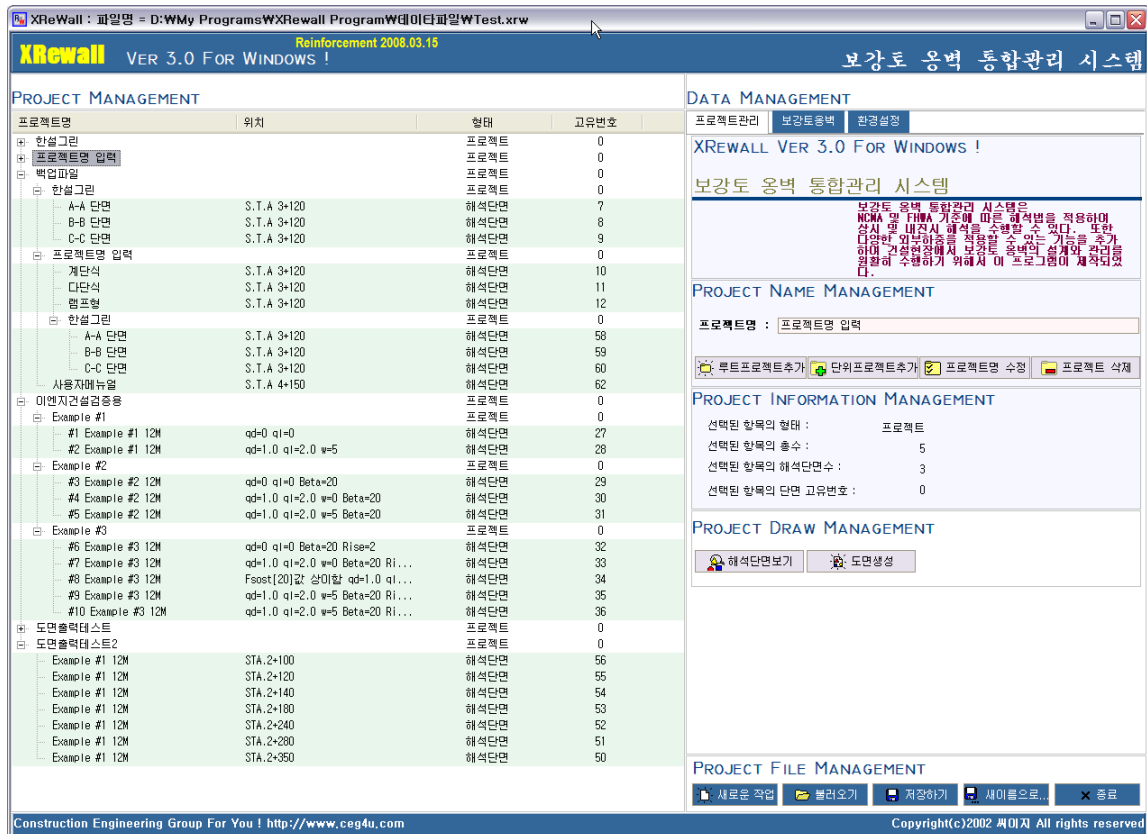 XReWall : 파일명 = D:₩My Programs₩XRewall Program₩데이타파일₩Test.xrw
XRewall VER 3.0 FOR WINDOWS !
Reinforcement 2008.03.15
보강토 옹벽 통합관리 시스템
PROJECT MANAGEMENT
프로젝트명 위치 형태 고유번호
한설그린 프로젝트 0
프로젝트명 입력 프로젝트 0
백업파일 프로젝트 0
한설그린 프로젝트 0
A-A 단면 S.T.A 3+120 해석단면 7
B-B 단면 S.T.A 3+120 해석단면 8
C-C 단면 S.T.A 3+120 해석단면 9
프로젝트명 입력 프로젝트 0
계단식 S.T.A 3+120 해석단면 10
다단식 S.T.A 3+120 해석단면 11
램프형 S.T.A 3+120 해석단면 12
한설그린 프로젝트 0
A-A 단면 S.T.A 3+120 해석단면 58
B-B 단면 S.T.A 3+120 해석단면 59
C-C 단면 S.T.A 3+120 해석단면 60
사용자메뉴얼 S.T.A 4+150 해석단면 62
이엔지건설검증용 프로젝트 0
Example #1 프로젝트 0
#1 Example #1 12M qd=0 ql=0 해석단면 27
#2 Example #1 12M qd=1.0 ql=2.0 w=5 해석단면 28
Example #2 프로젝트 0
#3 Example #2 12M qd=0 ql=0 Beta=20 해석단면 29
#4 Example #2 12M qd=1.0 ql=2.0 w=0 Beta=20 해석단면 30
#5 Example #2 12M qd=1.0 ql=2.0 w=5 Beta=20 해석단면 31
Example #3 프로젝트 0
#6 Example #3 12M qd=0 ql=0 Beta=20 Rise=2 해석단면 32
#7 Example #3 12M qd=1.0 ql=2.0 w=0 Beta=20 Ri... 해석단면 33
#8 Example #3 12M Fsost[20]값 상이함 qd=1.0 ql... 해석단면 34
#9 Example #3 12M qd=1.0 ql=2.0 w=5 Beta=20 Ri... 해석단면 35
#10 Example #3 12M qd=1.0 ql=2.0 w=5 Beta=20 Ri... 해석단면 36
도면출력테스트 프로젝트 0
도면출력테스트2 프로젝트 0
Example #1 12M STA.2+100 해석단면 56
Example #1 12M STA.2+120 해석단면 55
Example #1 12M STA.2+140 해석단면 54
Example #1 12M STA.2+180 해석단면 53
Example #1 12M STA.2+240 해석단면 52
Example #1 12M STA.2+280 해석단면 51
Example #1 12M STA.2+350 해석단면 50
DATA MANAGEMENT
프로젝트관리 보강토옹벽 환경설정
XREWALL VER 3.0 FOR WINDOWS !
보강토 옹벽 통합관리 시스템
보강토 옹벽 통합관리 시스템은
NCMA 및 FHWA 기준에 따른 해석법을 적용하여
상시 및 내진시 해석을 수행할 수 있다. 또한
다양한 외부하중을 적용할 수 있는 기능을 추가
하여 건설현장에서 보강토 옹벽의 설계와 관리를
원활히 수행하기 위해서 이 프로그램이 제작되었
다.
PROJECT NAME MANAGEMENT
프로젝트명 : 프로젝트명 입력
루트프로젝트추가 단위프로젝트추가 프로젝트명 수정 프로젝트 삭제
PROJECT INFORMATION MANAGEMENT
선택된 항목의 형태 : 프로젝트
선택된 항목의 총수 : 5
선택된 항목의 해석단면수 : 3
선택된 항목의 단면 고유번호 : 0
PROJECT DRAW MANAGEMENT
해석단면보기 도면생성
PROJECT FILE MANAGEMENT
새로운 작업 불러오기 저장하기 새이름으로... 종료
Construction Engineering Group For You ! http://www.ceg4u.com
Copyright(c)2002 씨이지 All rights reserved